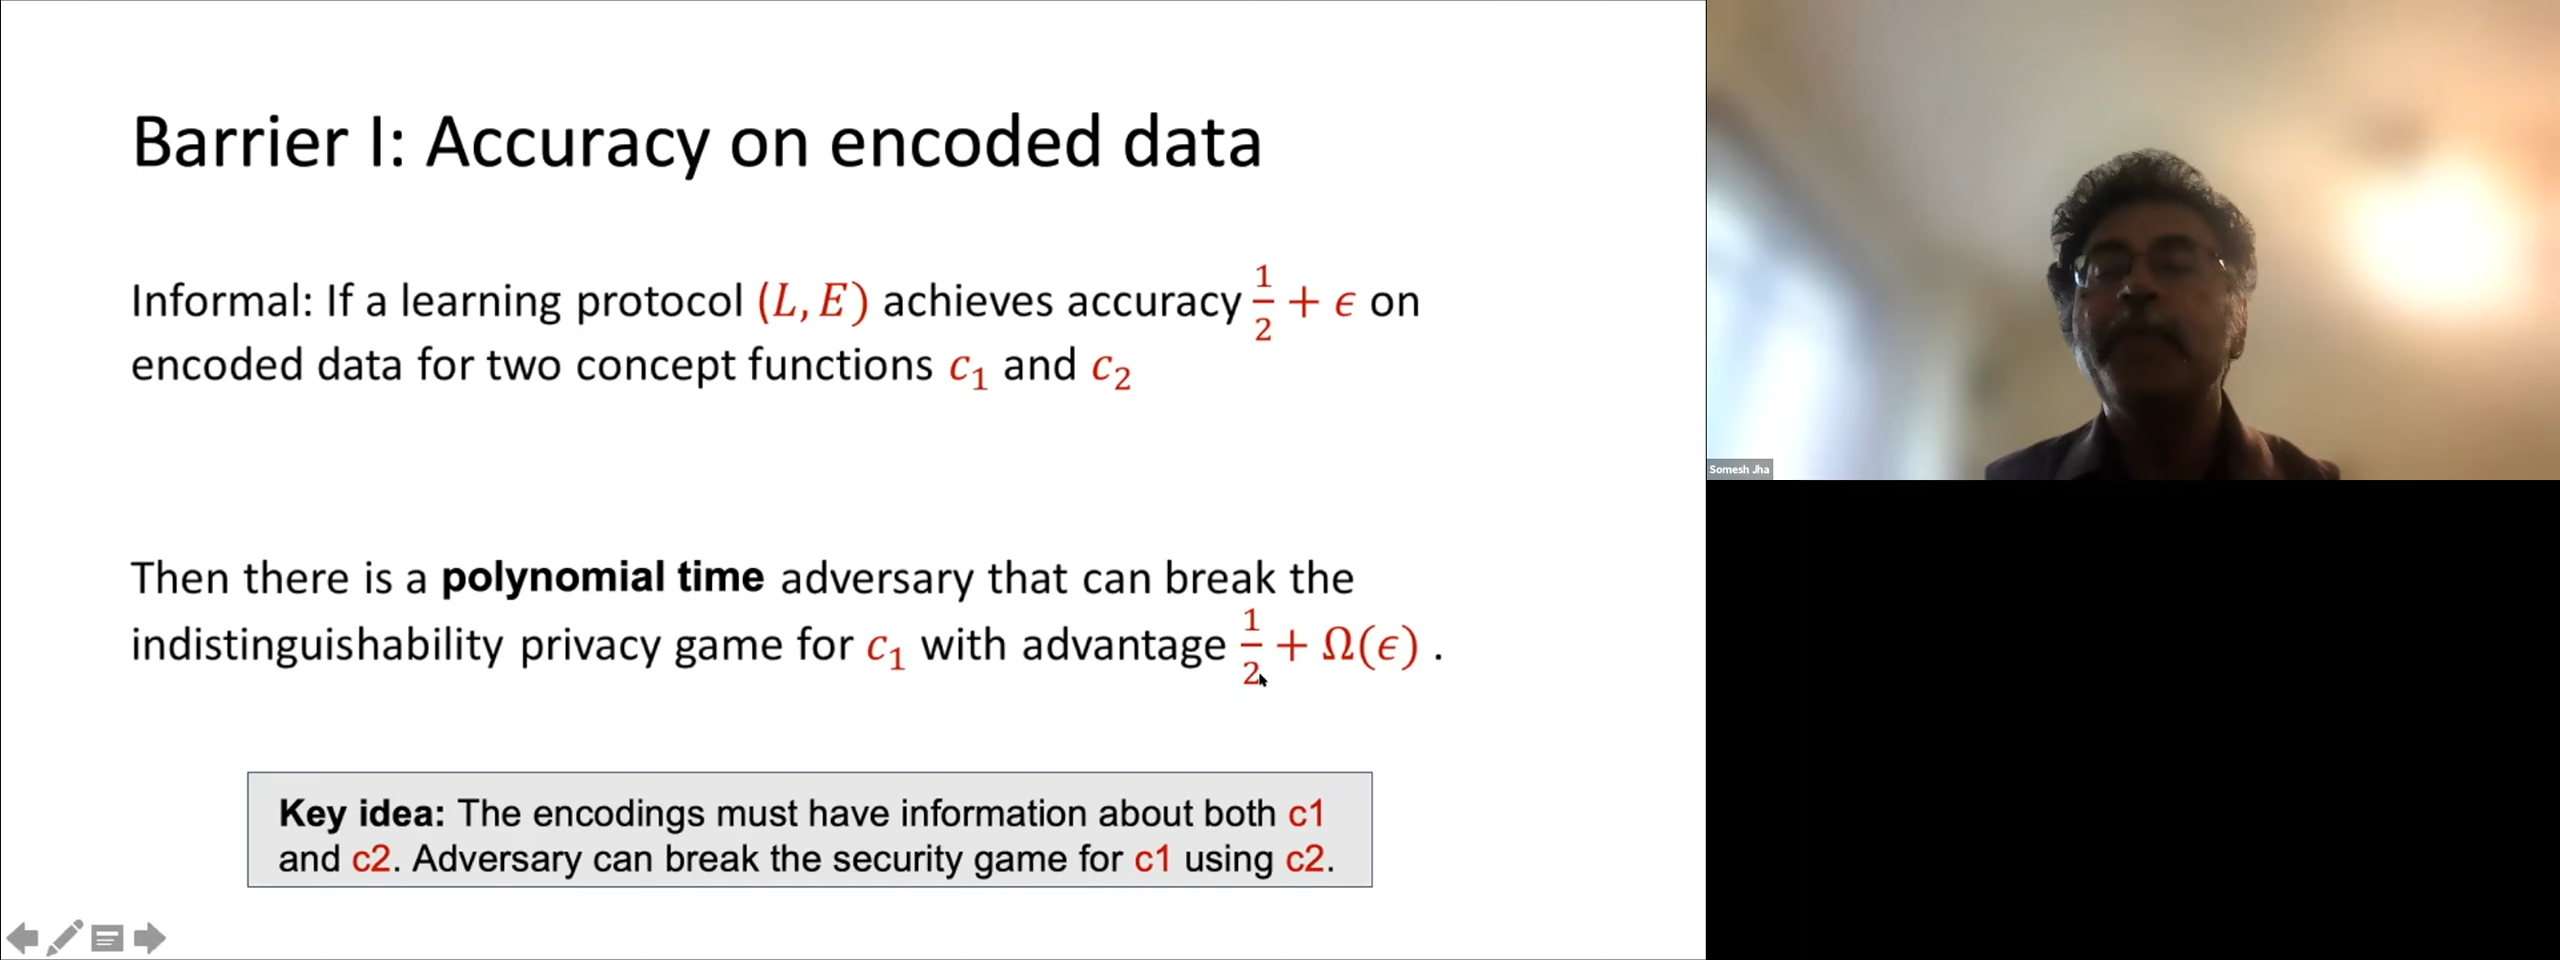 Barrier I: Accuracy on encoded data
Informal: If a learning protocol (L, E) achieves accuracy 1/2 + ϵ on
encoded data for two concept functions c₁ and c₂
Then there is a polynomial time adversary that can break the
indistinguishability privacy game for c₁ with advantage 1/2 + Ω(ϵ) .
Key idea: The encodings must have information about both c1
and c2. Adversary can break the security game for c1 using c2.
Somesh Jha